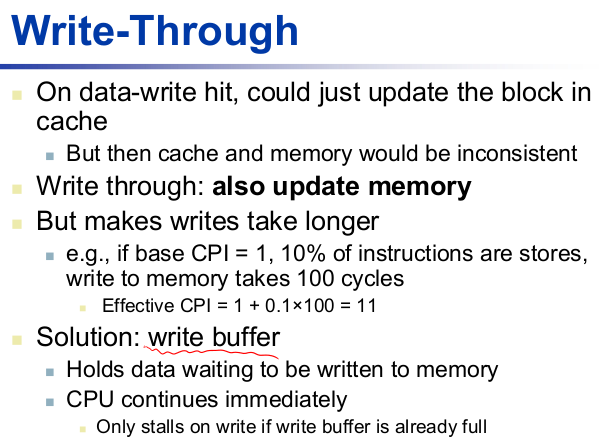 Write-Through
On data-write hit, could just update the block in
cache
But then cache and memory would be inconsistent
Write through: also update memory
But makes writes take longer
e.g., if base CPI = 1, 10% of instructions are stores,
write to memory takes 100 cycles
Effective CPI = 1 + 0.1×100 = 11
Solution: write buffer
Holds data waiting to be written to memory
CPU continues immediately
Only stalls on write if write buffer is already full